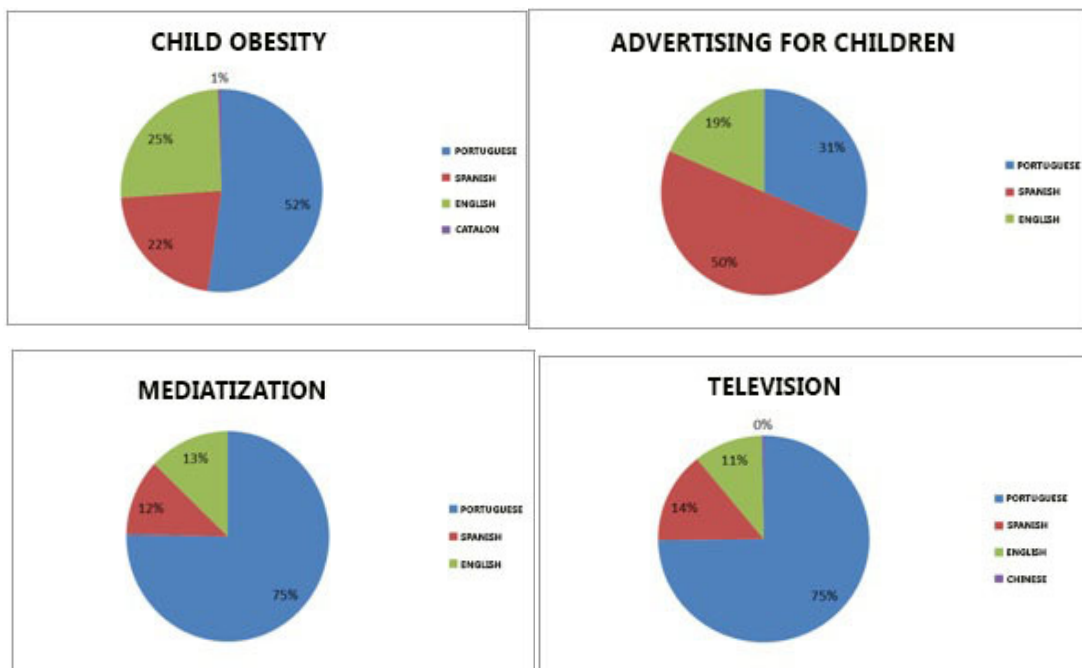 CHILD OBESITY
1%
25%
52%
22%
PORTUGUESE
SPANISH
ENGLISH
CATALON
ADVERTISING FOR CHILDREN
19%
31%
50%
PORTUGUESE
SPANISH
ENGLISH
MEDIATIZATION
13%
12%
75%
PORTUGUESE
SPANISH
ENGLISH
TELEVISION
0%
11%
14%
75%
PORTUGUESE
SPANISH
ENGLISH
CHINESE